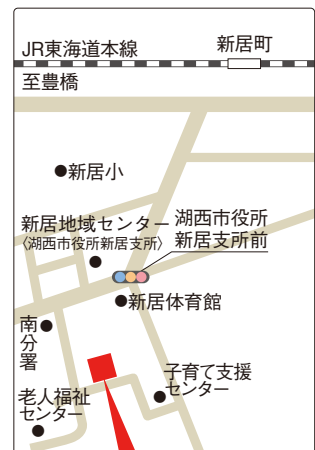 JR東海道本線
新居町
至豊橋
●新居小
新居地域センター
〈湖西市役所新居支所〉
湖西市役所
新居支所前
●新居体育館
南分署
子育て支援
センター
老人福祉
センター